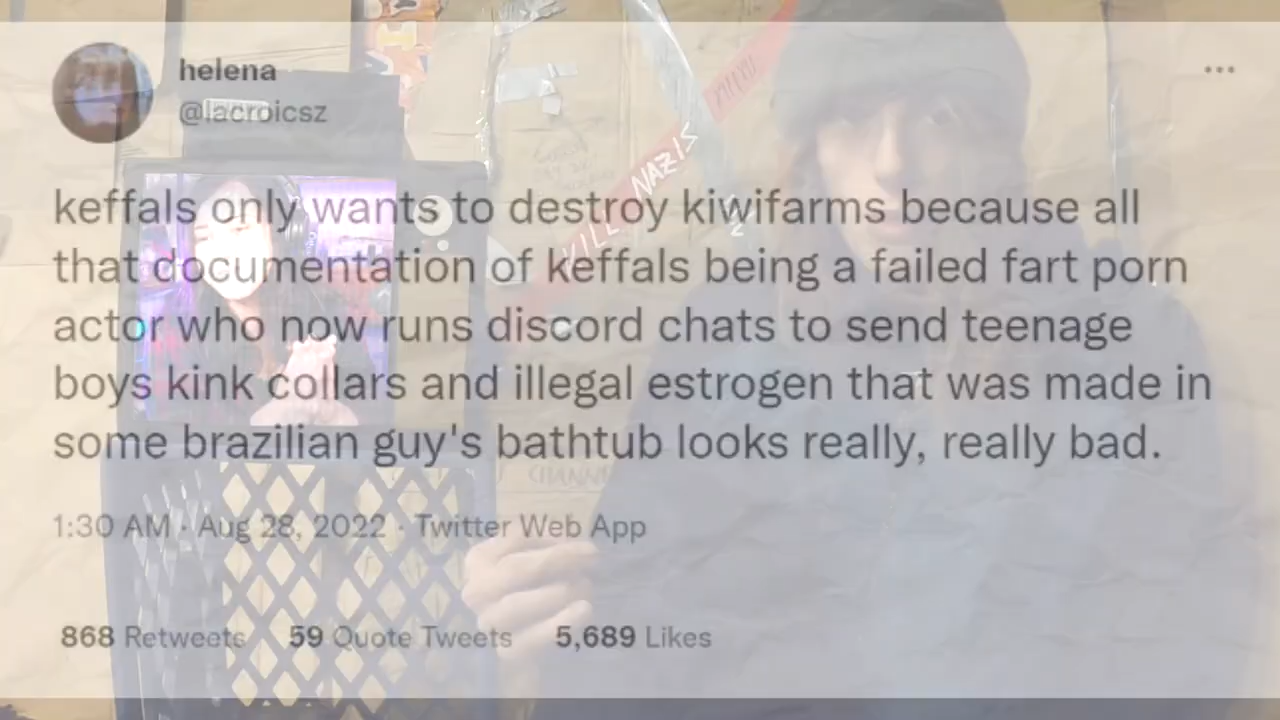 helena
@lacroicsz
keffals only wants to destroy kiwifarms because all
that documentation of keffals being a failed fart porn
actor who now runs discord chats to send teenage
boys kink collars and illegal estrogen that was made in
some brazilian guy's bathtub looks really, really bad.
1:30 AM · Aug 28, 2022 · Twitter Web App
868 Retweets 59 Quote Tweets 5,689 Likes
KILL NAZIS